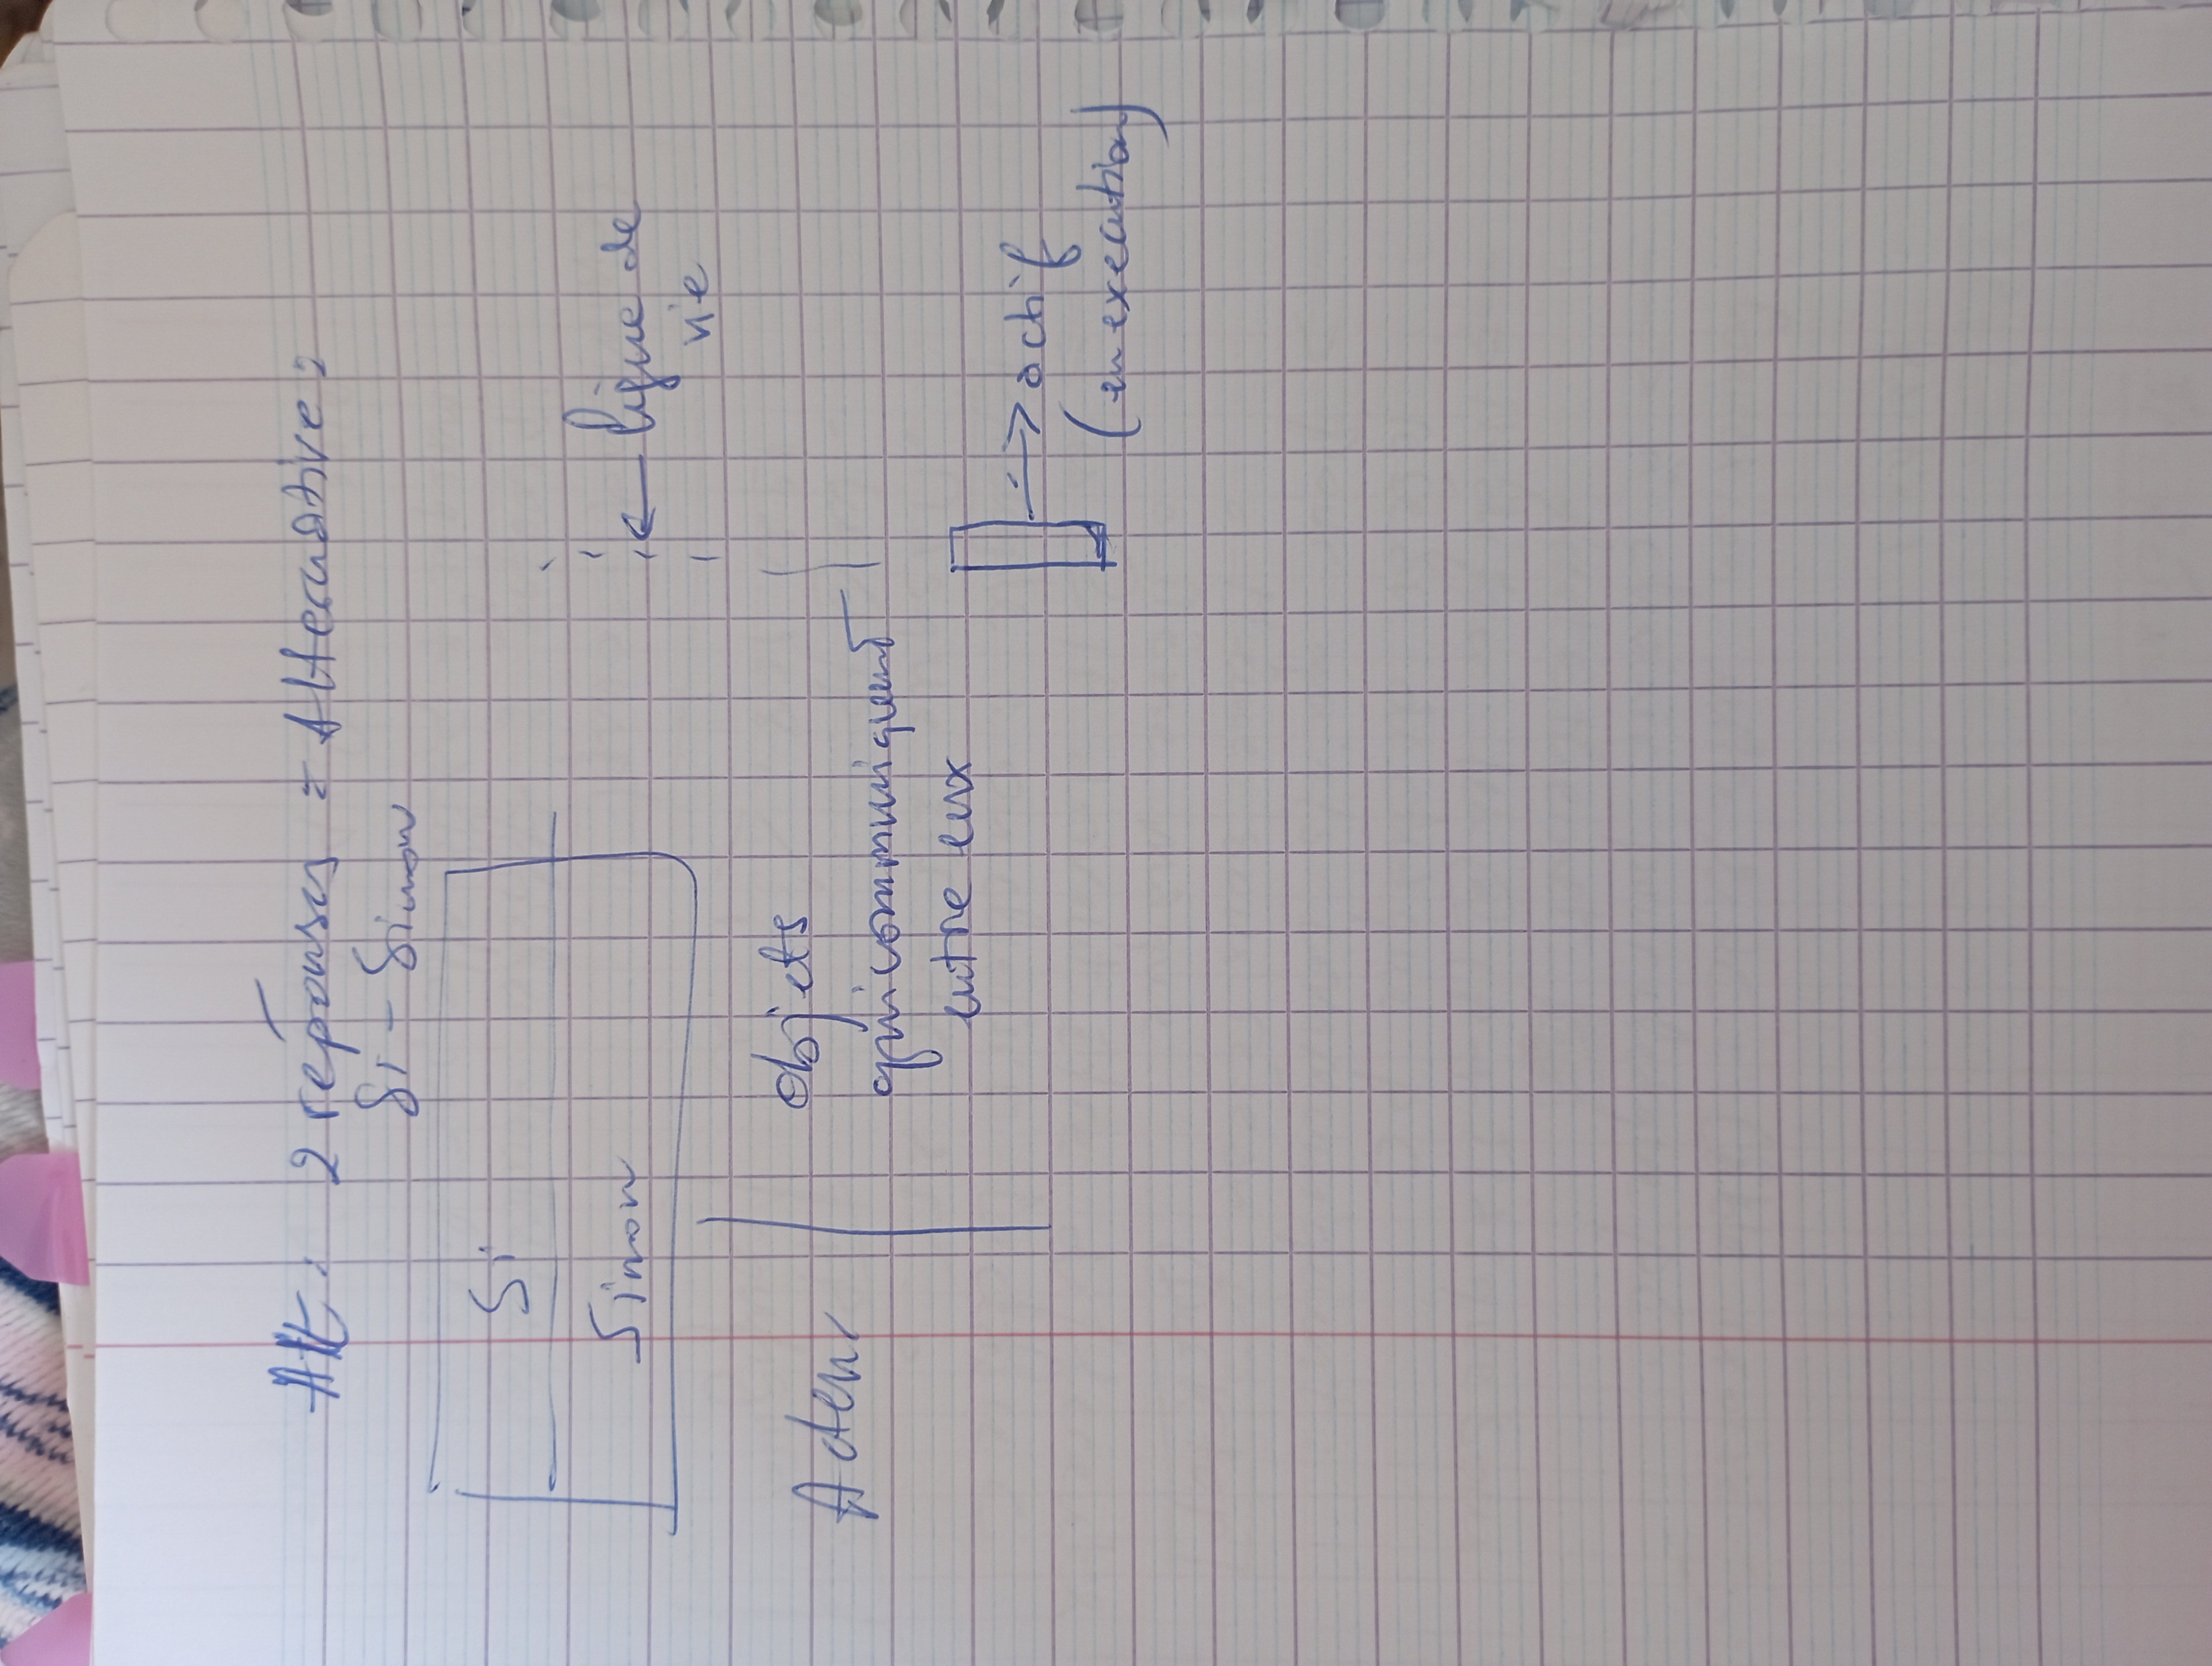 Alt : 2 réponses = Alternative :
Si - Sinon
Si
Sinon
ligne de
vie
Acteur
objets
qui communiquent
entre eux
actif
(en execution)